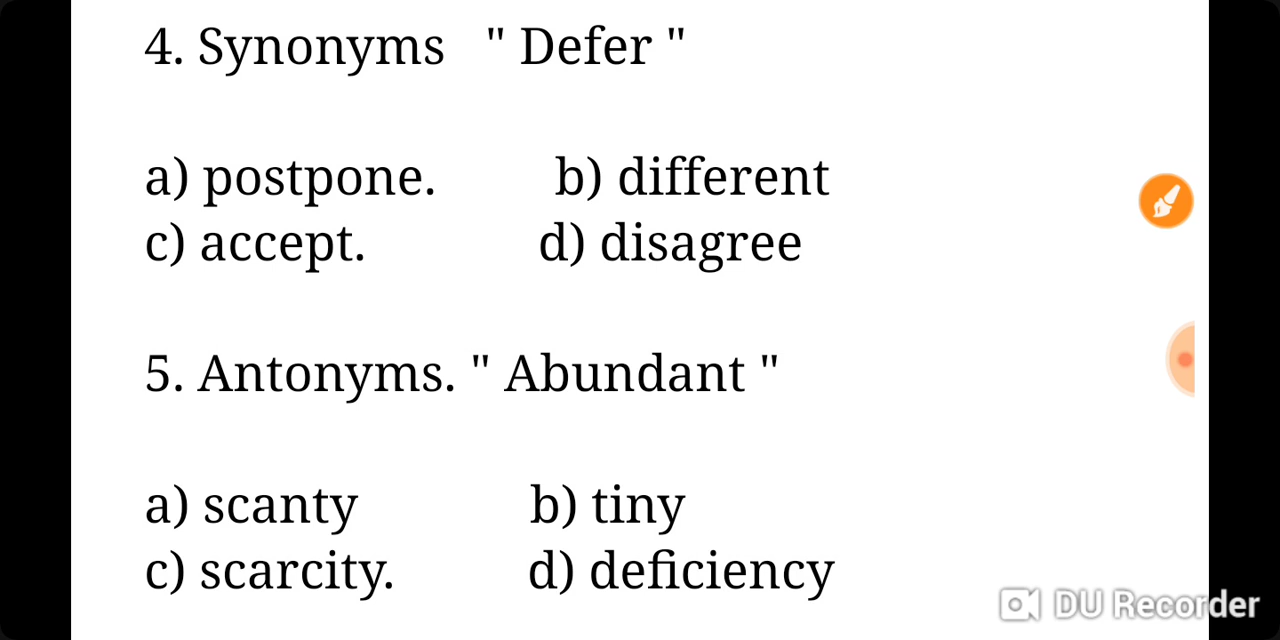 4. Synonyms " Defer "
a) postpone. b) different
c) accept. d) disagree
5. Antonyms. " Abundant "
a) scanty b) tiny
c) scarcity. d) deficiency
DU Recorder